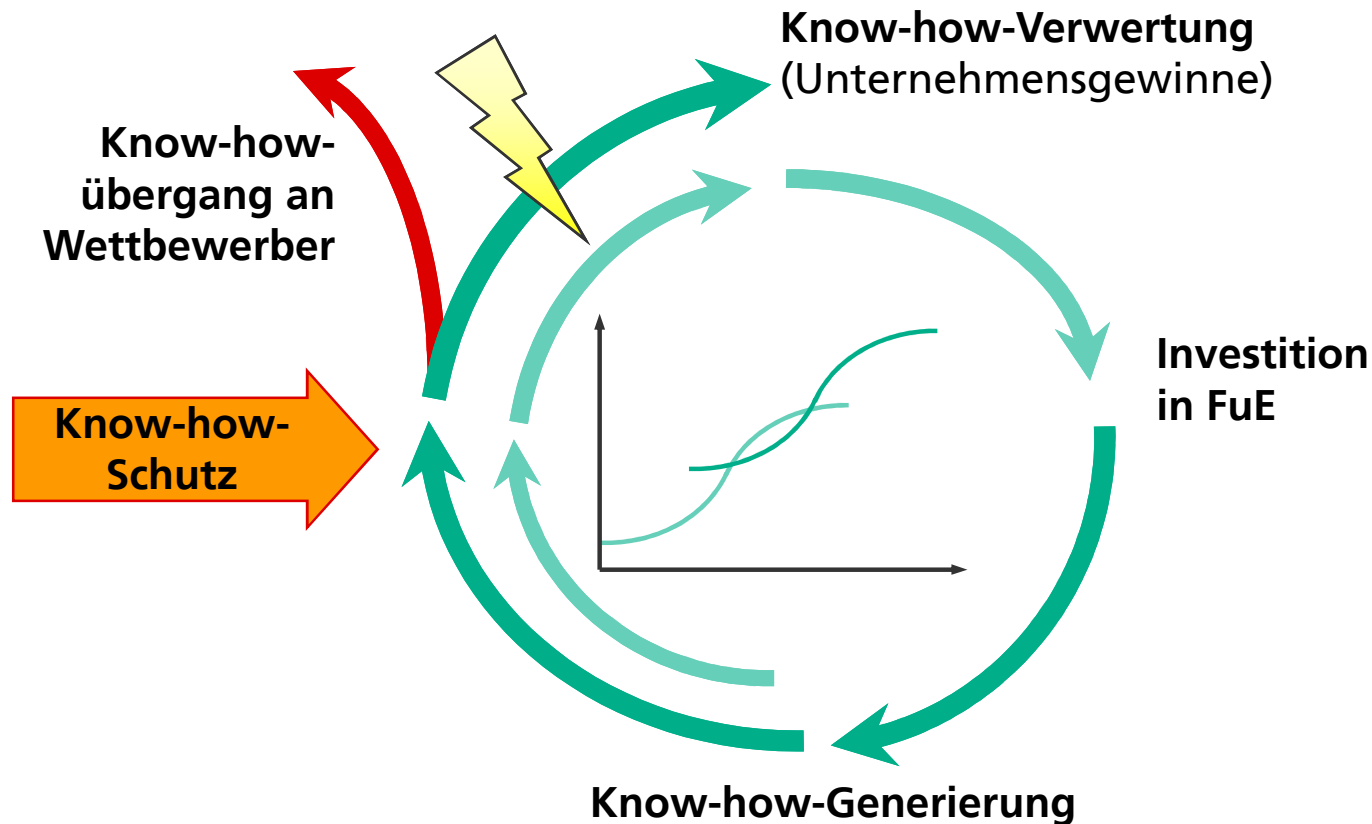 Know-how-Verwertung
(Unternehmensgewinne)
Know-how-
übergang an
Wettbewerber
Investition
in FuE
Know-how-
Schutz
Know-how-Generierung